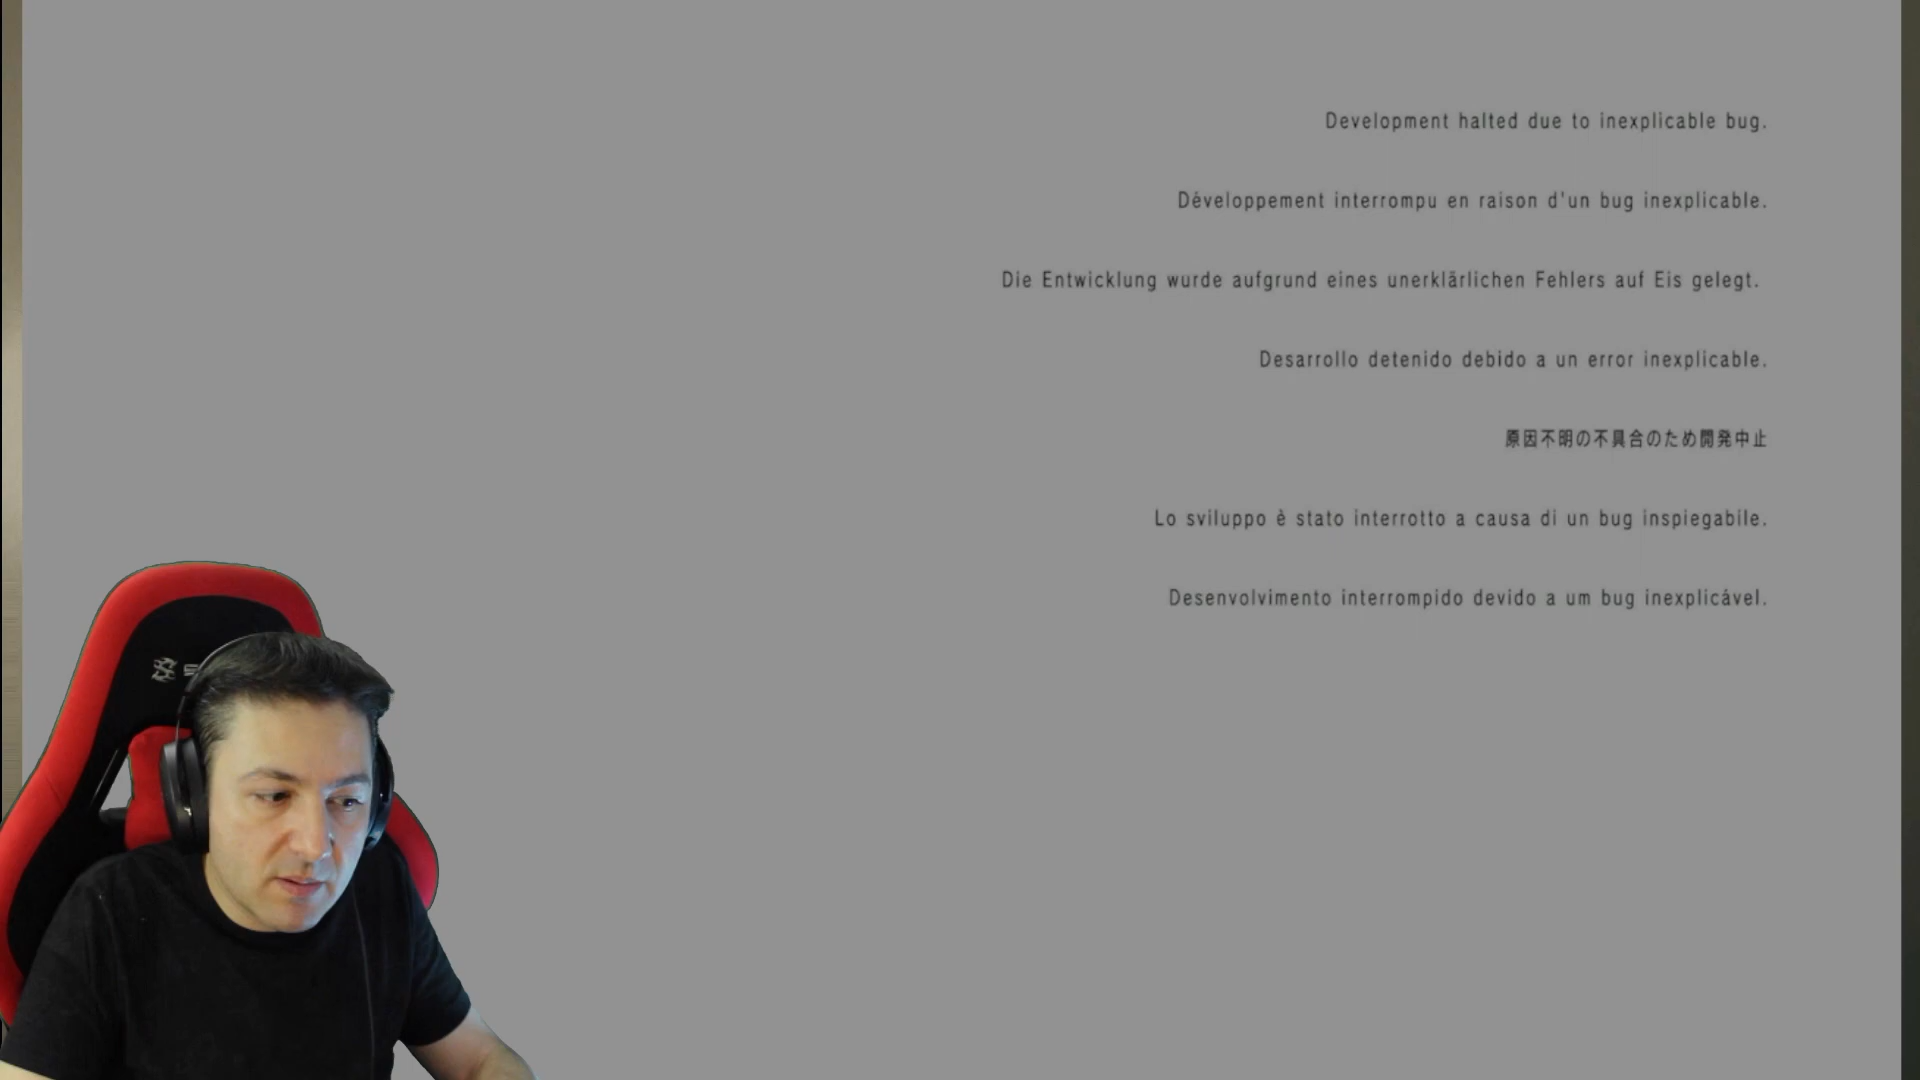 Development halted due to inexplicable bug.
Développement interrompu en raison d'un bug inexplicable.
Die Entwicklung wurde aufgrund eines unerklärlichen Fehlers auf Eis gelegt.
Desarrollo detenido debido a un error inexplicable.
原因不明の不具合のため開発中止
Lo sviluppo è stato interrotto a causa di un bug inspiegabile.
Desenvolvimento interrompido devido a um bug inexplicável.